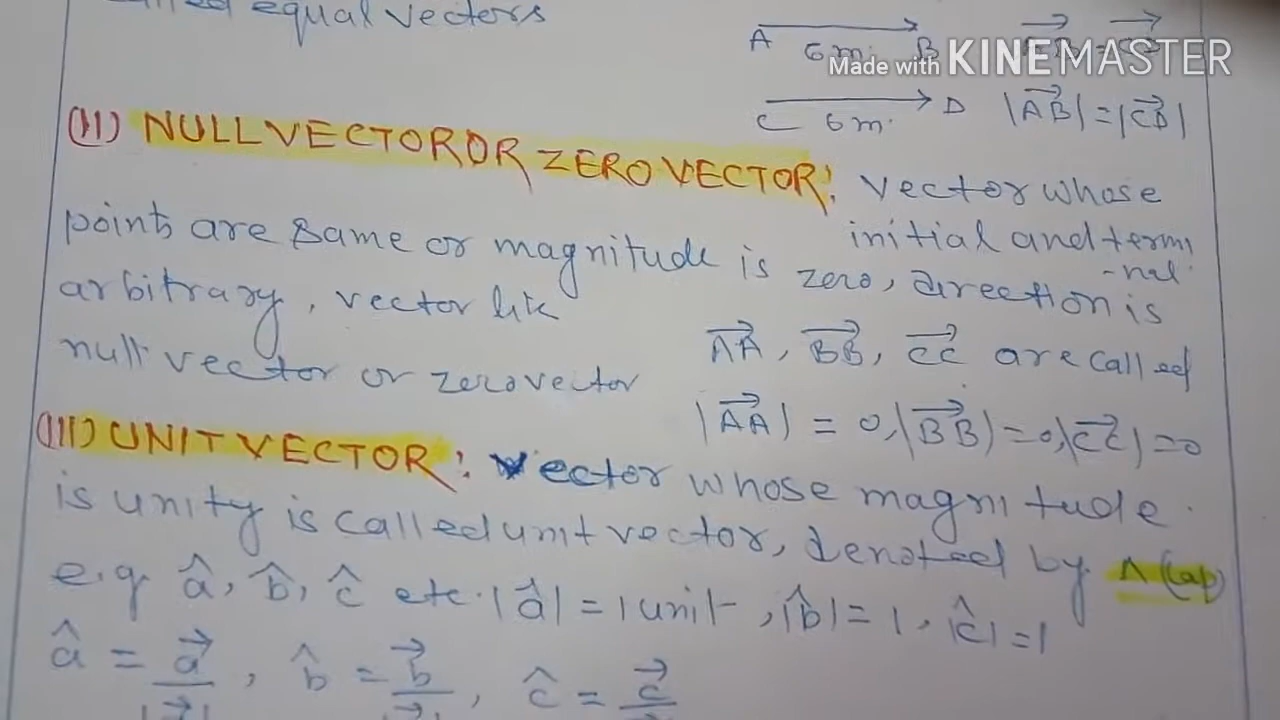 equal vectors
A 6m B
Made with KINEMASTER
C 6m D |AB|=|CD|
(II) NULL VECTOR OR ZERO VECTOR: vector whose
initial and termi
-nal
points are same or magnitude is zero, direction is
arbitrary, vector lik
AA, BB, CC are called
null vector or zero vector
|AA| = 0, |BB|=0, |CC|=0
(III) UNIT VECTOR: Vector whose magnitude
is unity is called unit vector, denoted by ^ (cap)
e.g â, b̂, ĉ etc. |â| = 1 unit, |b̂| = 1, |ĉ| = 1
â = a⃗, b̂ = b⃗, ĉ = c⃗